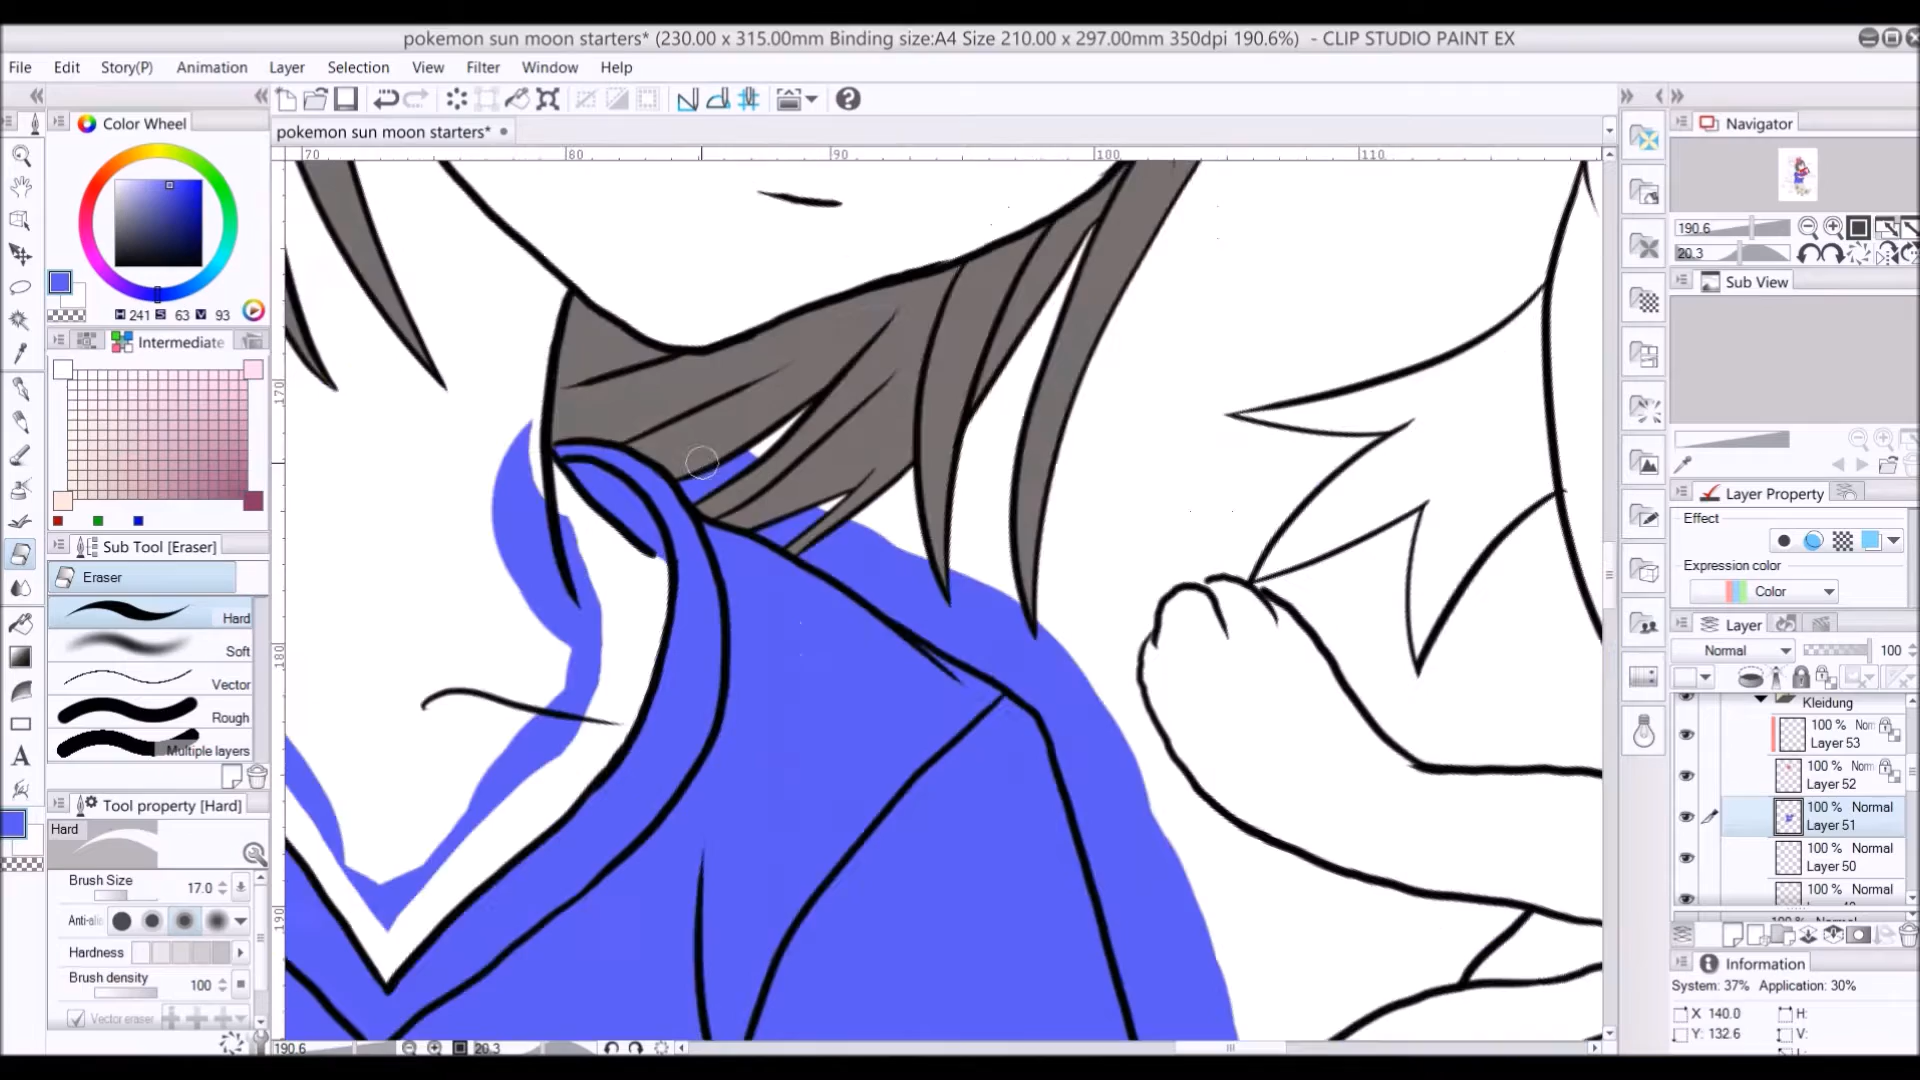 pokemon sun moon starters* (230.00 x 315.00mm Binding size:A4 Size 210.00 x 297.00mm 350dpi 190.6%) - CLIP STUDIO PAINT EX
File Edit Story(P) Animation Layer Selection View Filter Window Help
pokemon sun moon starters*
Color Wheel
70 80 90 100 110
H 241 S 63 V 93
Intermediate
Sub Tool [Eraser]
Eraser
Hard
Soft
Vector
Rough
Multiple layers
Tool property [Hard]
Hard
Brush Size 17.0
Anti-ali
Hardness
Brush density 100
Vector eraser
170
180
190
190.6 20.3
Navigator
190.6
20.3
Sub View
Layer Property
Effect
Expression color
Color
Layer
Normal 100
Kleidung
100 % Norr
Layer 53
100 % Norm
Layer 52
100 % Normal
Layer 51
100 % Normal
Layer 50
100 % Normal
Information
System: 37% Application: 30%
X 140.0 H:
Y: 132.6 V: